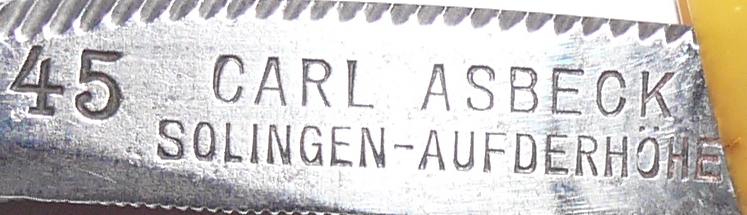 45 CARL ASBECK
SOLINGEN-AUFDERHÖHE